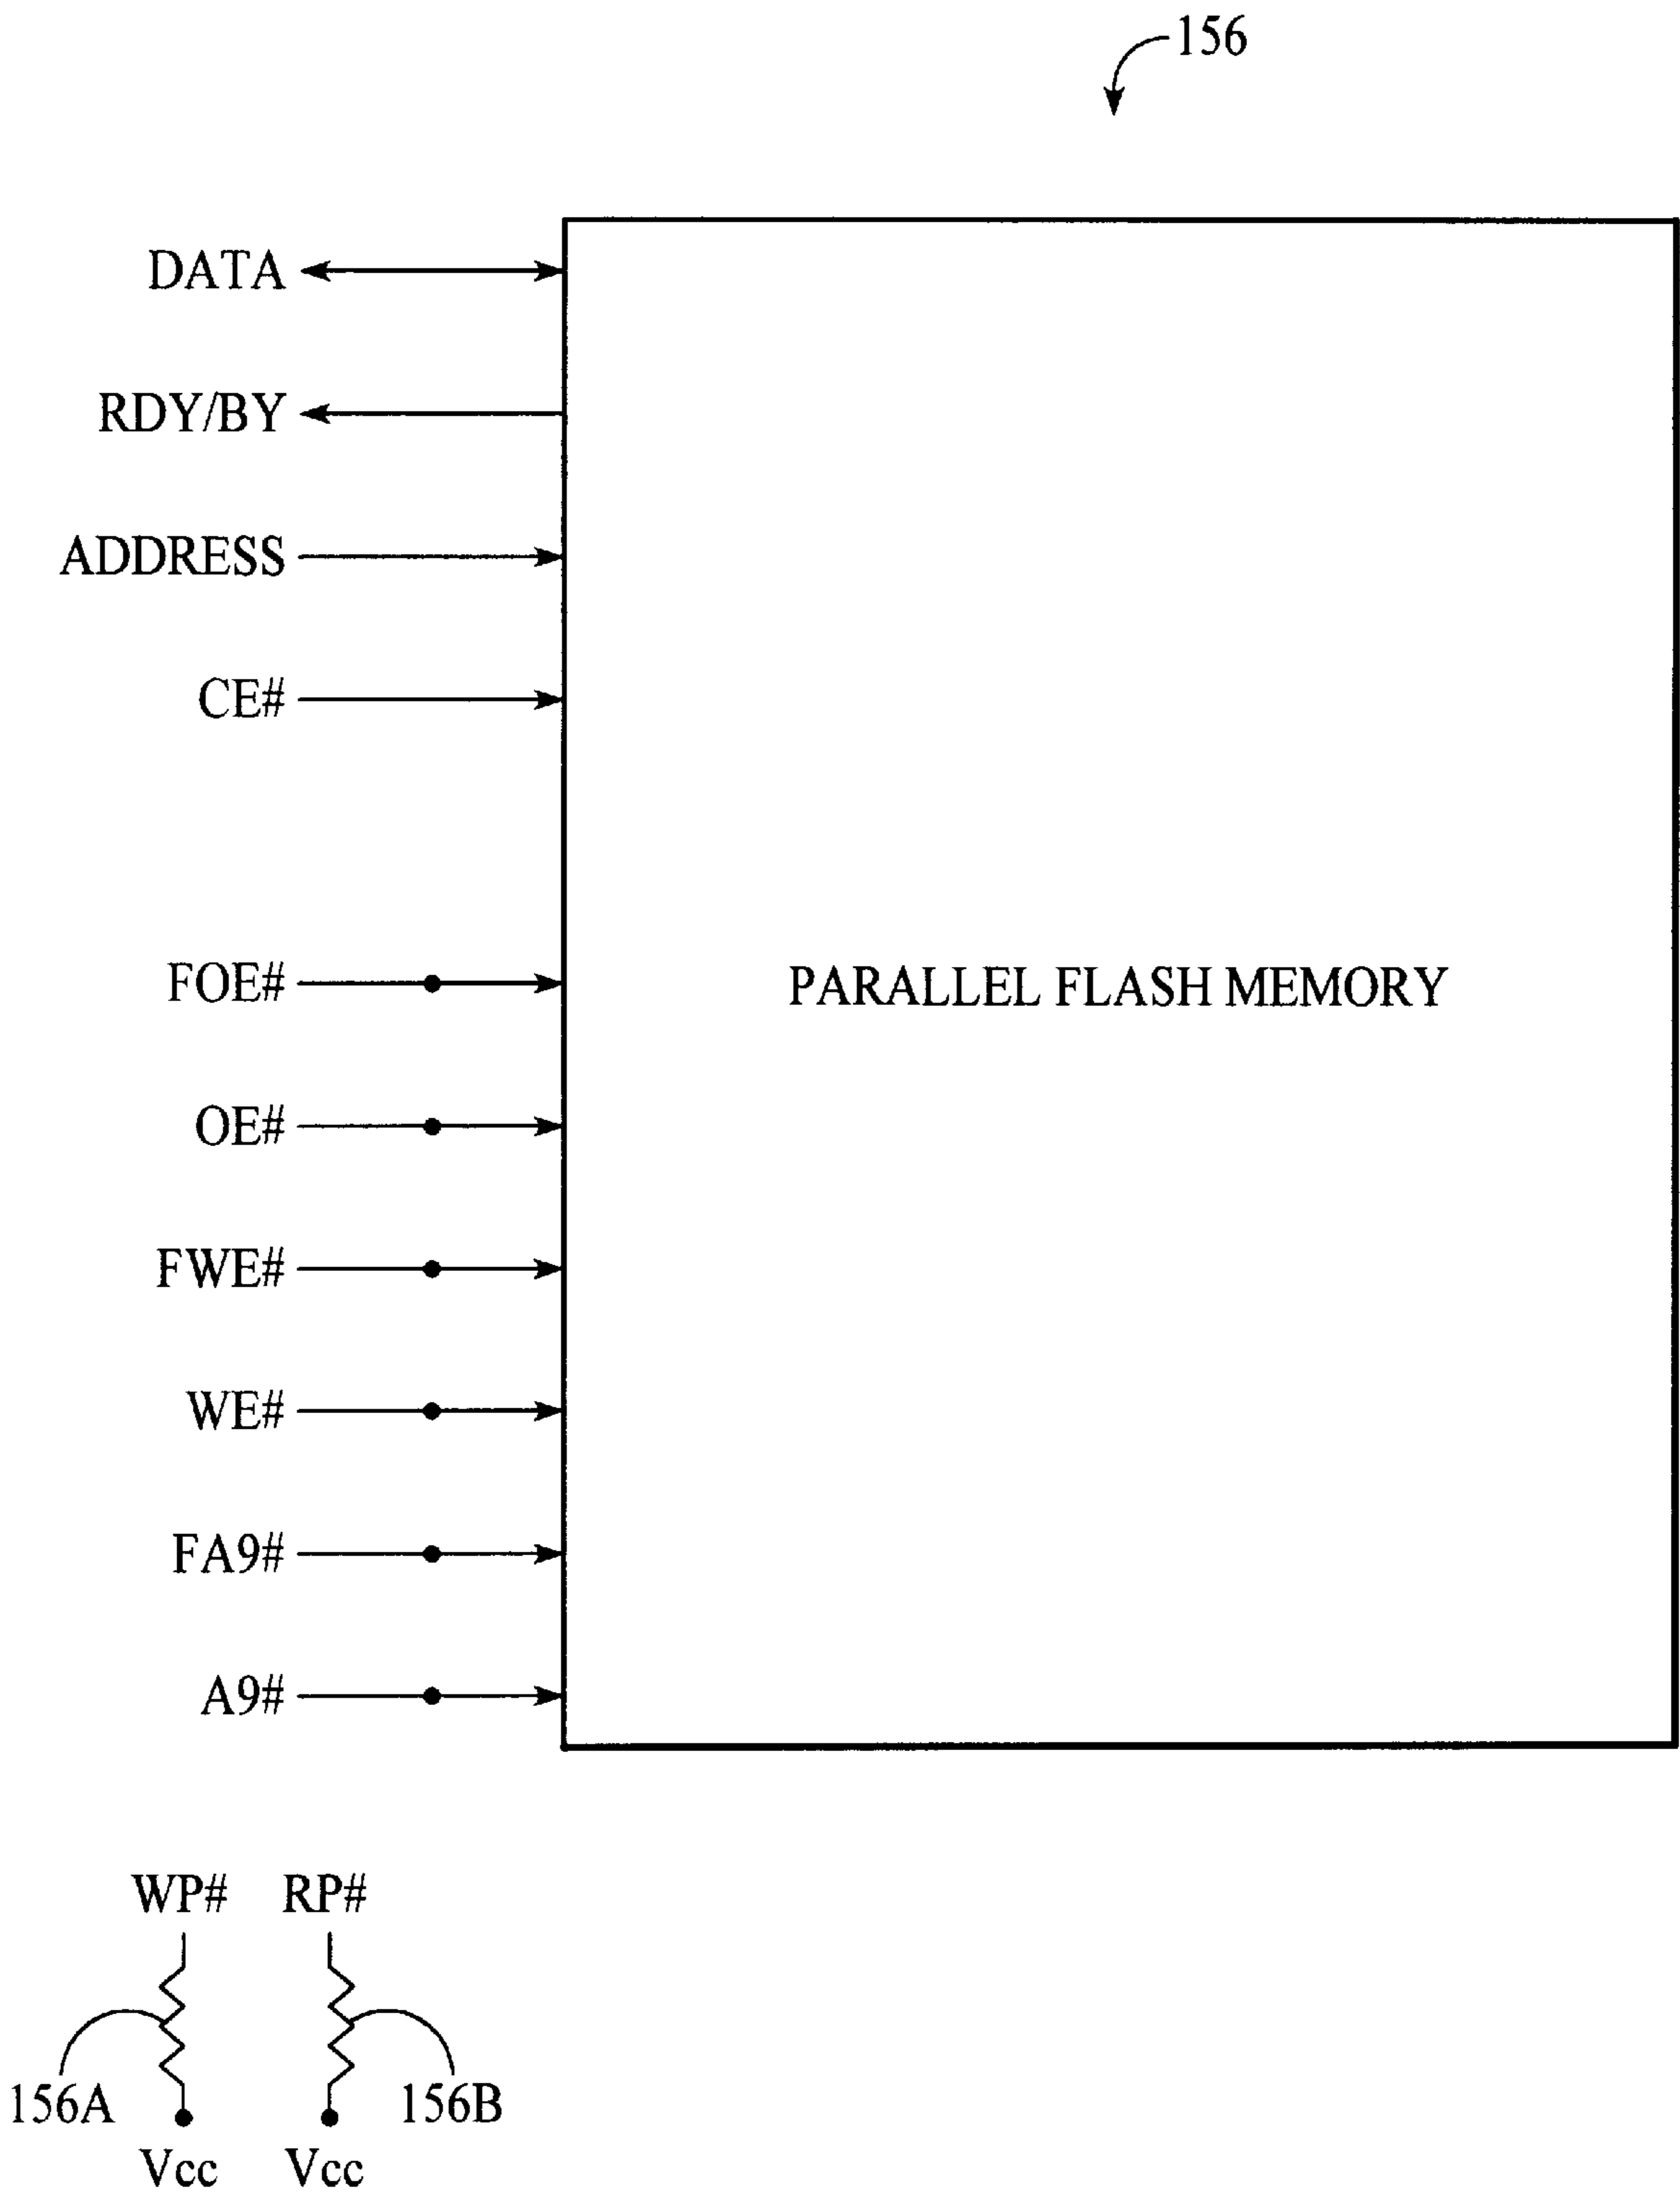 156
DATA
RDY/BY
ADDRESS
CE#
FOE#
PARALLEL FLASH MEMORY
OE#
FWE#
WE#
FA9#
A9#
WP# RP#
156A 156B
Vcc Vcc